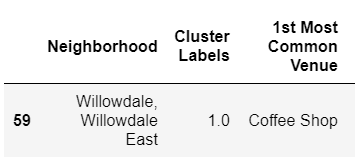 Neighborhood
Cluster
Labels
1st Most
Common
Venue
59
Willowdale,
Willowdale
East
1.0
Coffee Shop